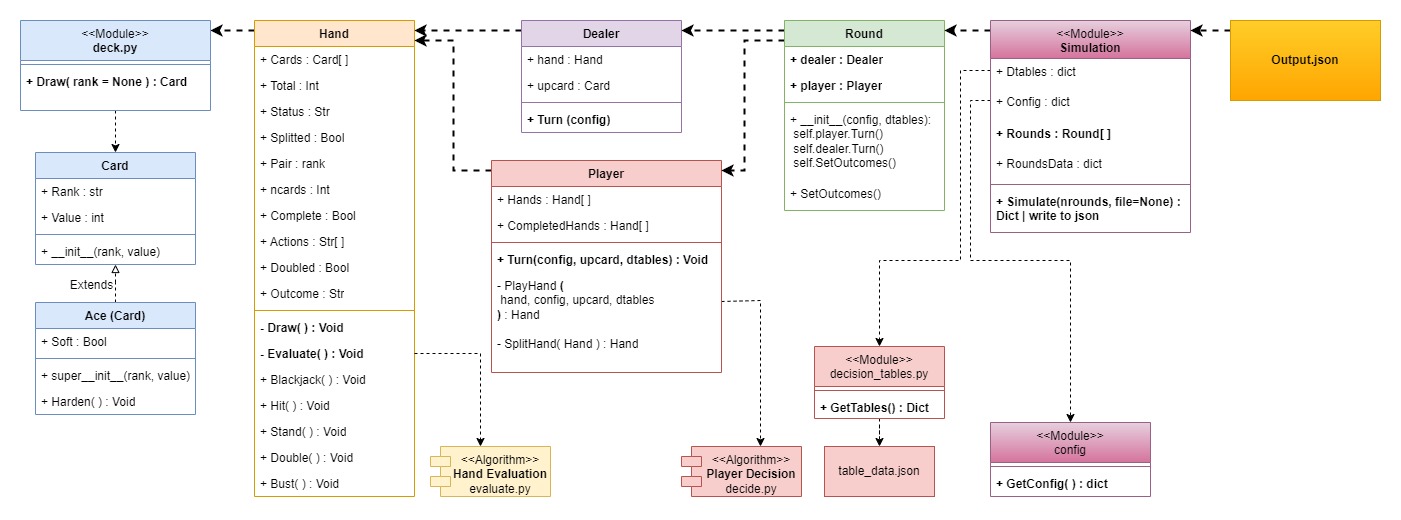 <<Module>>
deck.py
+ Draw( rank = None ) : Card
Card
+ Rank : str
+ Value : int
+ __init__(rank, value)
Extends
Ace (Card)
+ Soft : Bool
+ super__init__(rank, value)
+ Harden( ) : Void
Hand
+ Cards : Card[ ]
+ Total : Int
+ Status : Str
+ Splitted : Bool
+ Pair : rank
+ ncards : Int
+ Complete : Bool
+ Actions : Str[ ]
+ Doubled : Bool
+ Outcome : Str
- Draw( ) : Void
- Evaluate( ) : Void
+ Blackjack( ) : Void
+ Hit( ) : Void
+ Stand( ) : Void
+ Double( ) : Void
+ Bust( ) : Void
<<Algorithm>>
Hand Evaluation
evaluate.py
Dealer
+ hand : Hand
+ upcard : Card
+ Turn (config)
Player
+ Hands : Hand[ ]
+ CompletedHands : Hand[ ]
+ Turn(config, upcard, dtables) : Void
- PlayHand (
hand, config, upcard, dtables
) : Hand
- SplitHand( Hand ) : Hand
<<Algorithm>>
Player Decision
decide.py
Round
+ dealer : Dealer
+ player : Player
+ __init__(config, dtables):
self.player.Turn()
self.dealer.Turn()
self.SetOutcomes()
+ SetOutcomes()
<<Module>>
Simulation
+ Dtables : dict
+ Config : dict
+ Rounds : Round[ ]
+ RoundsData : dict
+ Simulate(nrounds, file=None) :
Dict | write to json
Output.json
<<Module>>
decision_tables.py
+ GetTables() : Dict
table_data.json
<<Module>>
config
+ GetConfig( ) : dict